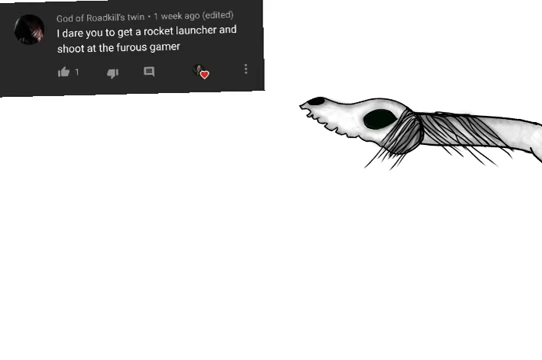 God of Roadkill's twin • 1 week ago (edited)
I dare you to get a rocket launcher and
shoot at the furous gamer
1